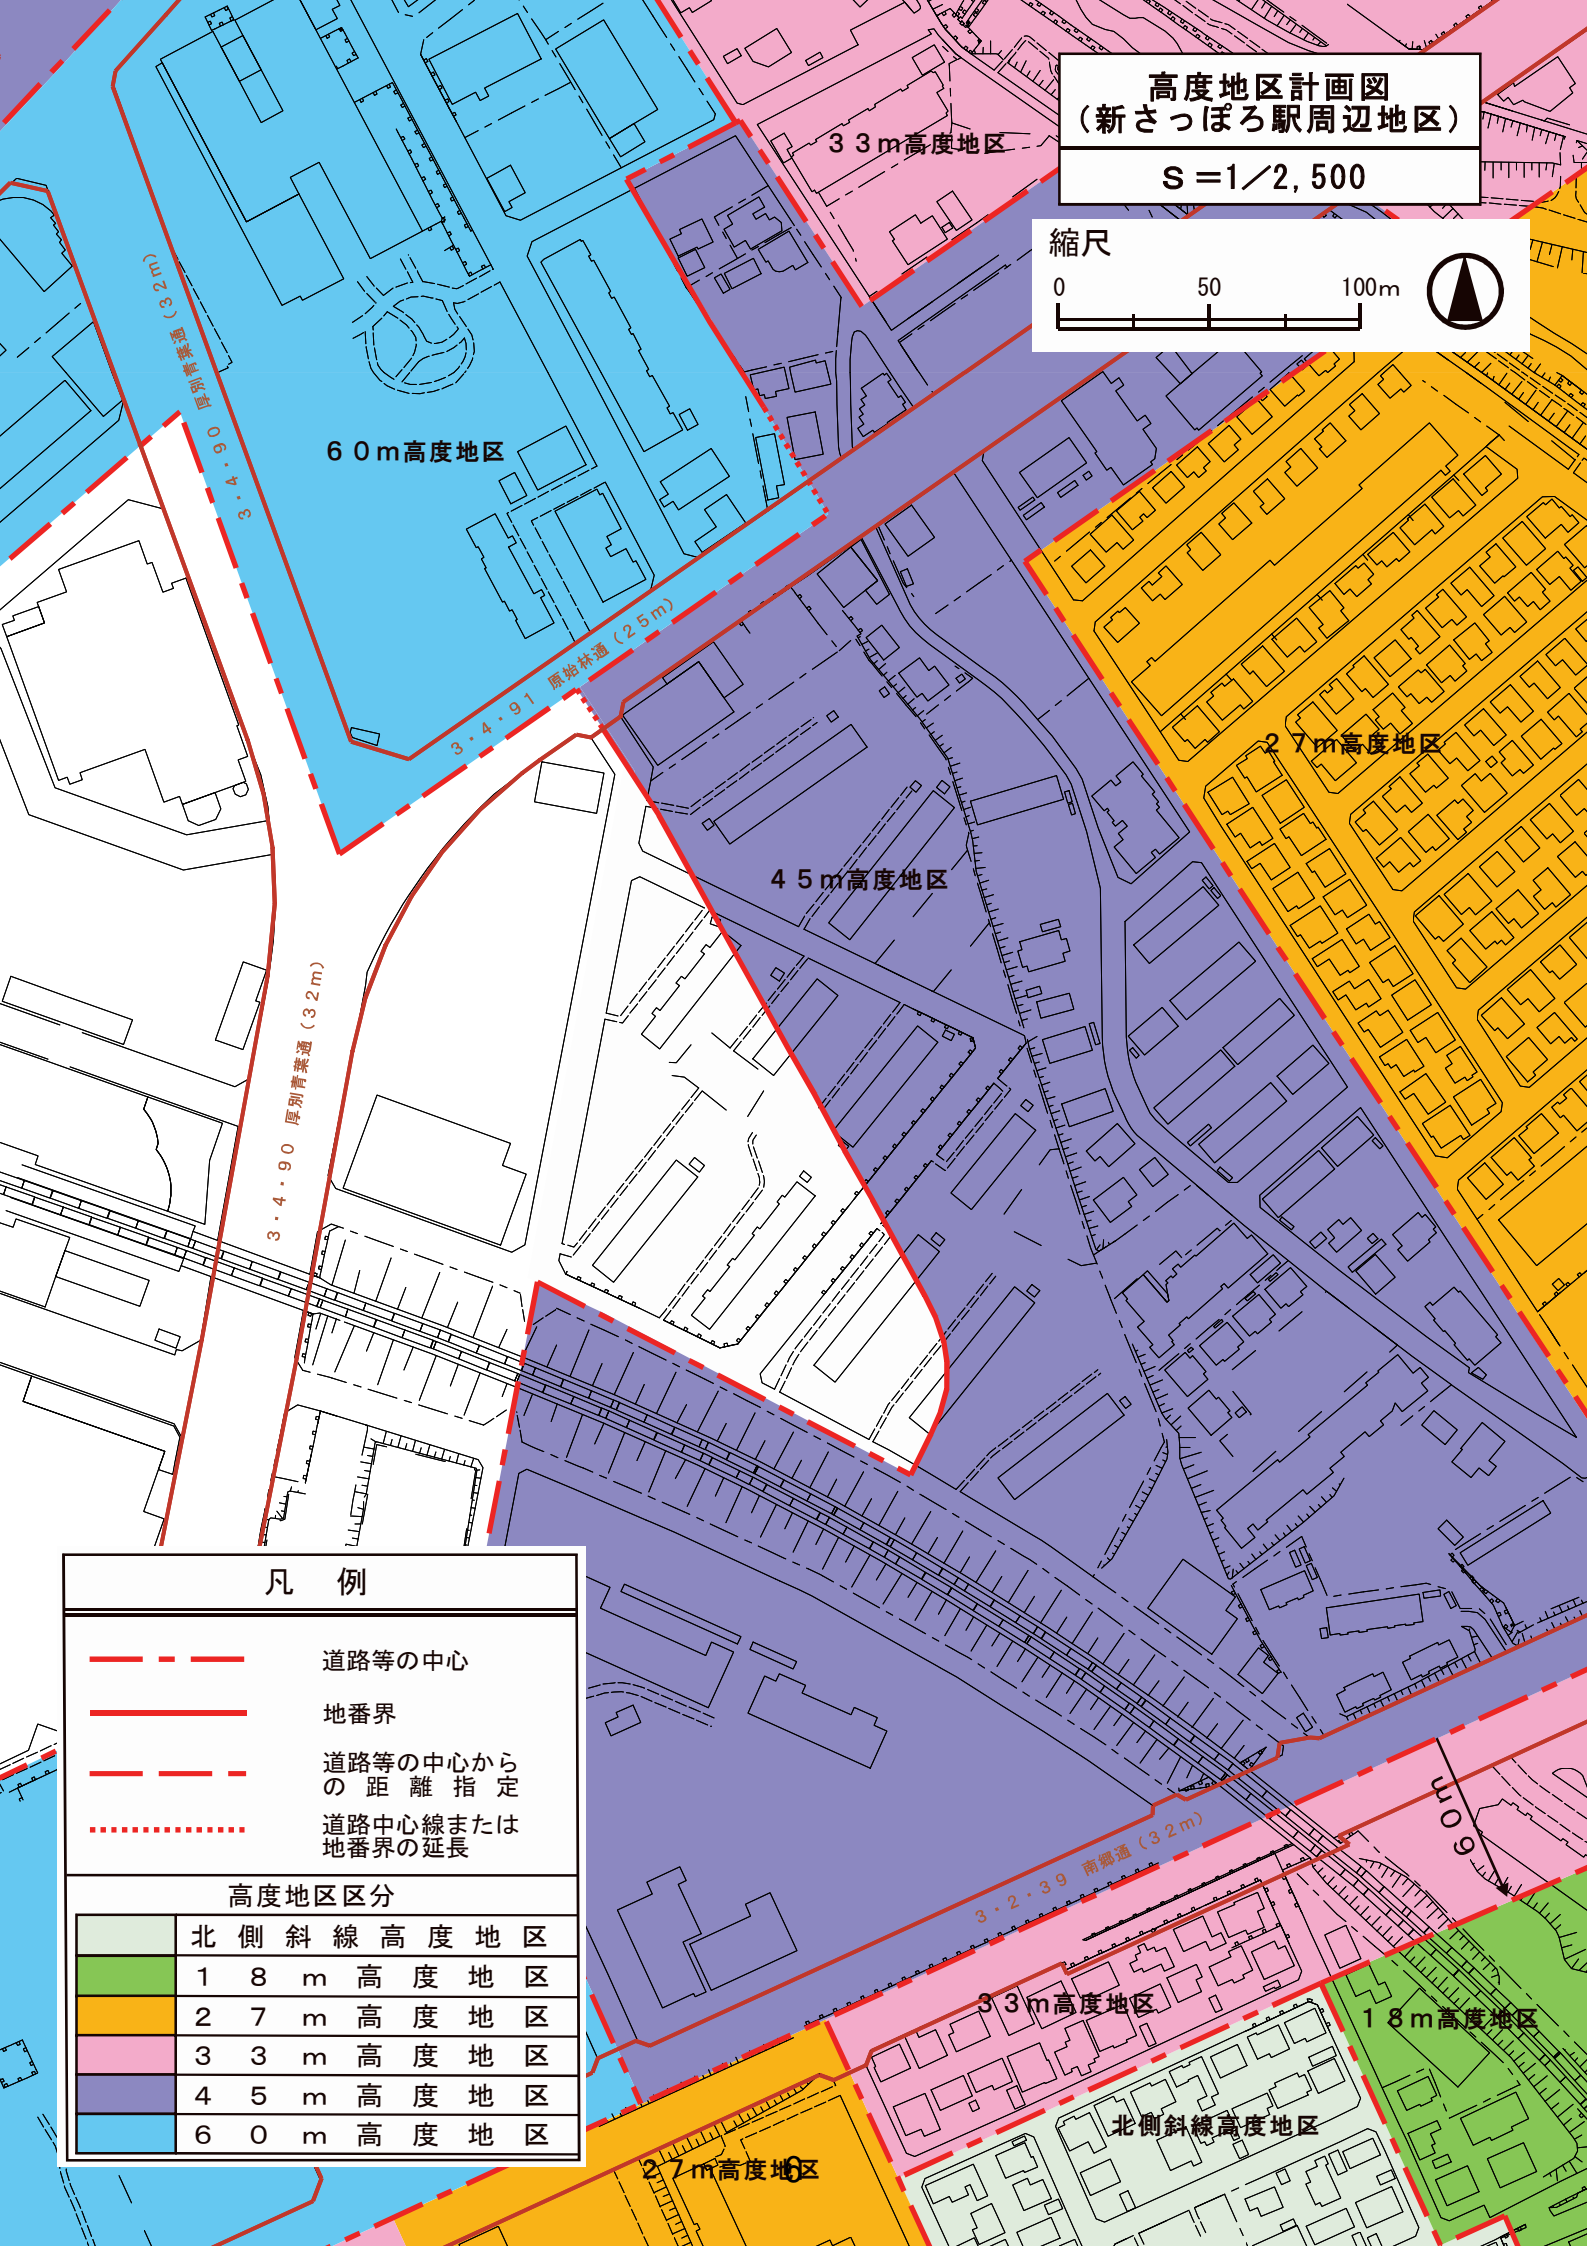 高度地区計画図
（新さっぽろ駅周辺地区）
Ｓ＝1／2,500
縮尺
0 50 100m
３３ｍ高度地区
６０ｍ高度地区
２７ｍ高度地区
４５ｍ高度地区
３・４・９０ 厚別青葉通（３２ｍ）
３・４・９１ 原始林通（２５ｍ）
３・４・９０ 厚別青葉通（３２ｍ）
60m
３・２・３９ 南郷通（３２ｍ）
３３ｍ高度地区
１８ｍ高度地区
北側斜線高度地区
２７ｍ高度地区
6
凡 例
道路等の中心
地番界
道路等の中心から
の距離指定
道路中心線または
地番界の延長
高度地区区分
北側斜線高度地区
１８ｍ高度地区
２７ｍ高度地区
３３ｍ高度地区
４５ｍ高度地区
６０ｍ高度地区